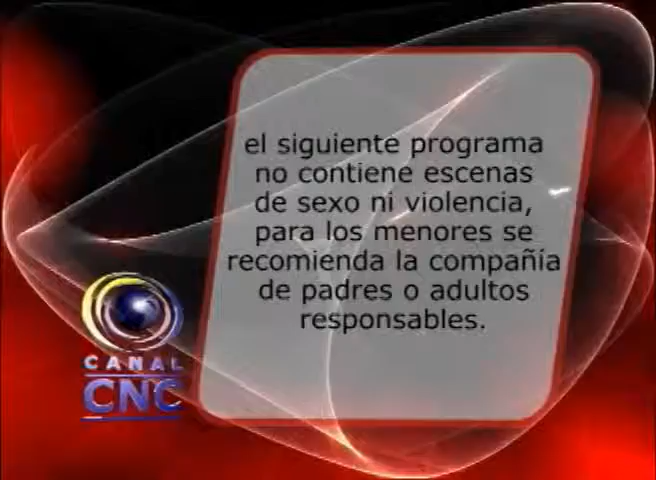 el siguiente programa
no contiene escenas
de sexo ni violencia,
para los menores se
recomienda la compañía
de padres o adultos
responsables.
CANAL
CNC